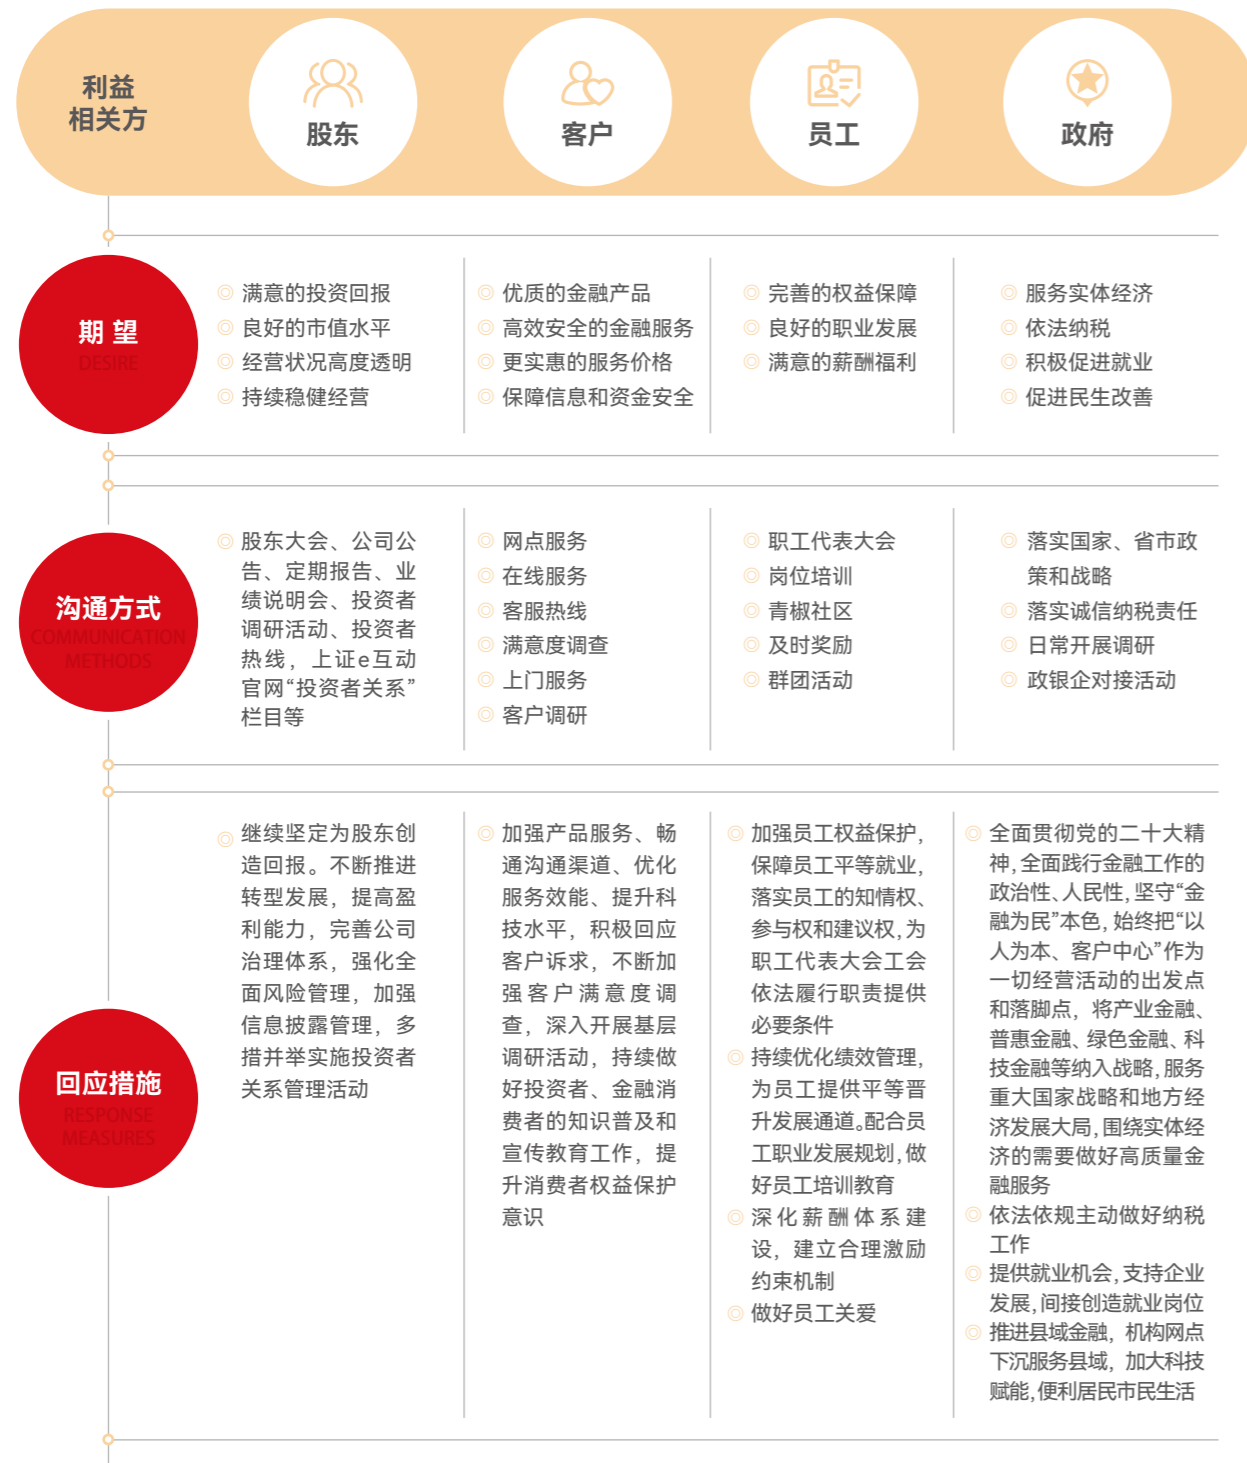 利益
相关方
股东
客户
员工
政府
期望
DESIRE
满意的投资回报
良好的市值水平
经营状况高度透明
持续稳健经营
优质的金融产品
高效安全的金融服务
更实惠的服务价格
保障信息和资金安全
完善的权益保障
良好的职业发展
满意的薪酬福利
服务实体经济
依法纳税
积极促进就业
促进民生改善
沟通方式
COMMUNICATION
METHODS
股东大会、公司公
告、定期报告、业
绩说明会、投资者
调研活动、投资者
热线，上证e互动
官网“投资者关系”
栏目等
网点服务
在线服务
客服热线
满意度调查
上门服务
客户调研
职工代表大会
岗位培训
青椒社区
及时奖励
群团活动
落实国家、省市政
策和战略
落实诚信纳税责任
日常开展调研
政银企对接活动
回应措施
RESPONSE
MEASURES
继续坚定为股东创
造回报。不断推进
转型发展，提高盈
利能力，完善公司
治理体系，强化全
面风险管理，加强
信息披露管理，多
措并举实施投资者
关系管理活动
加强产品服务、畅
通沟通渠道、优化
服务效能、提升科
技水平，积极回应
客户诉求，不断加
强客户满意度调
查，深入开展基层
调研活动，持续做
好投资者、金融消
费者的知识普及和
宣传教育工作，提
升消费者权益保护
意识
加强员工权益保护，
保障员工平等就业，
落实员工的知情权、
参与权和建议权，为
职工代表大会工会
依法履行职责提供
必要条件
持续优化绩效管理，
为员工提供平等晋
升发展通道。配合员
工职业发展规划，做
好员工培训教育
深化薪酬体系建
设，建立合理激励
约束机制
做好员工关爱
全面贯彻党的二十大精
神，全面践行金融工作的
政治性、人民性，坚守“金
融为民”本色，始终把“以
人为本、客户中心”作为
一切经营活动的出发点
和落脚点，将产业金融、
普惠金融、绿色金融、科
技金融等纳入战略，服务
重大国家战略和地方经
济发展大局，围绕实体经
济的需要做好高质量金
融服务
依法依规主动做好纳税
工作
提供就业机会，支持企业
发展，间接创造就业岗位
推进县域金融，机构网点
下沉服务县域，加大科技
赋能，便利居民市民生活